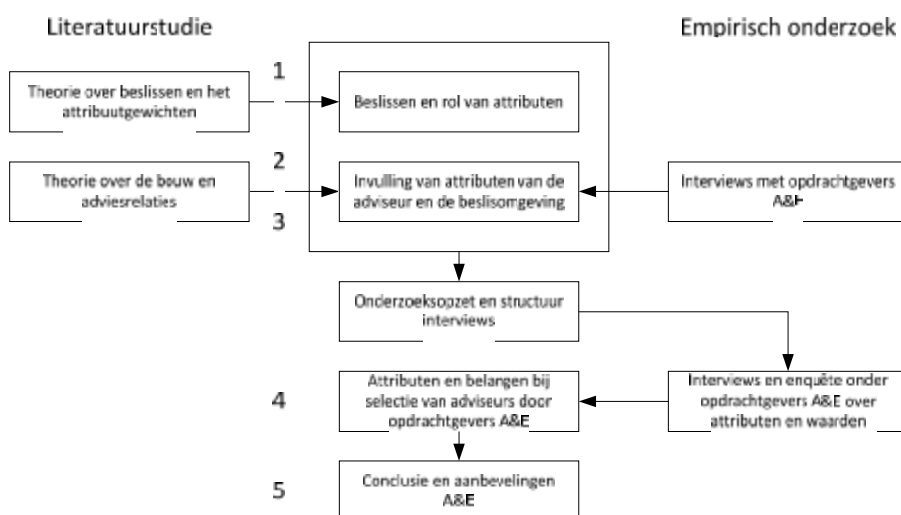 Literatuurstudie
Empirisch onderzoek
1
Theorie over beslissen en het
attribuutgewichten
Beslissen en rol van attributen
2
Theorie over de bouw en
adviesrelaties
Invulling van attributen van de
adviseur en de beslisomgeving
Interviews met opdrachtgevers
A&E
3
Onderzoeksopzet en structuur
interviews
4
Attributen en belangen bij
selectie van adviseurs door
opdrachtgevers A&E
Interviews en enquête onder
opdrachtgevers A&E over
attributen en waarden
5
Conclusie en aanbevelingen
A&E